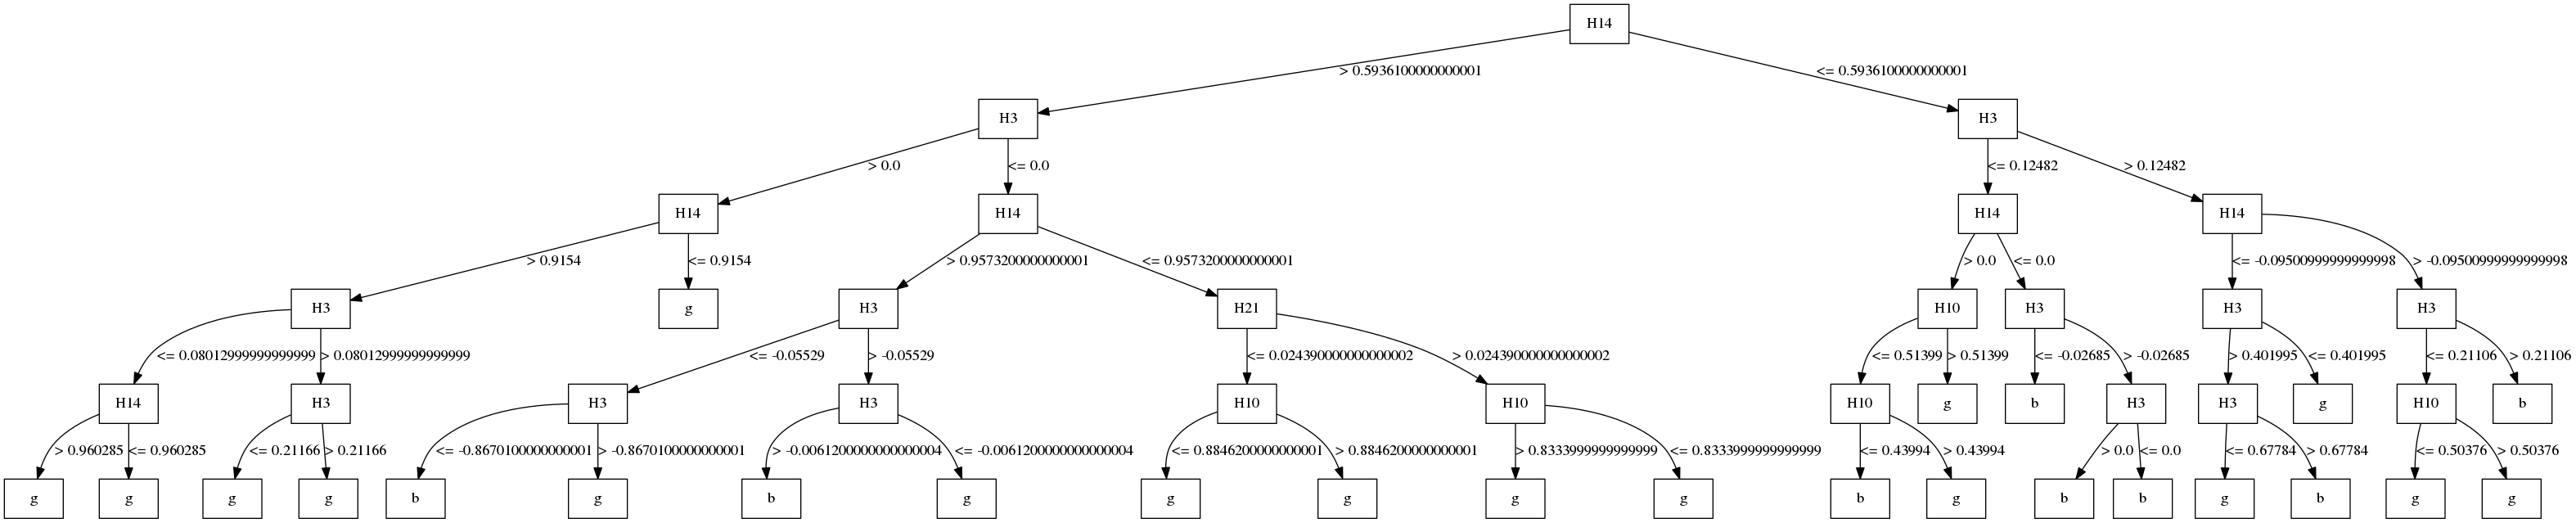 H14
> 0.5936100000000001
<= 0.5936100000000001
H3
H3
> 0.0
<= 0.0
<= 0.12482
> 0.12482
H14
H14
H14
H14
> 0.9154
<= 0.9154
> 0.9573200000000001
<= 0.9573200000000001
> 0.0
<= 0.0
<= -0.09500999999999998
> -0.09500999999999998
H3
g
H3
H21
H10
H3
H3
H3
<= 0.08012999999999999
> 0.08012999999999999
<= -0.05529
> -0.05529
<= 0.024390000000000002
> 0.024390000000000002
<= 0.51399
> 0.51399
<= -0.02685
> -0.02685
> 0.401995
<= 0.401995
<= 0.21106
> 0.21106
H14
H3
H3
H3
H10
H10
H10
g
b
H3
H3
g
H10
b
> 0.960285
<= 0.960285
<= 0.21166
> 0.21166
<= -0.8670100000000001
> -0.8670100000000001
> -0.0061200000000000004
<= -0.0061200000000000004
<= 0.8846200000000001
> 0.8846200000000001
> 0.8333999999999999
<= 0.8333999999999999
<= 0.43994
> 0.43994
> 0.0
<= 0.0
<= 0.67784
> 0.67784
<= 0.50376
> 0.50376
g
g
g
g
b
g
b
g
g
g
g
g
b
g
b
b
g
b
g
g